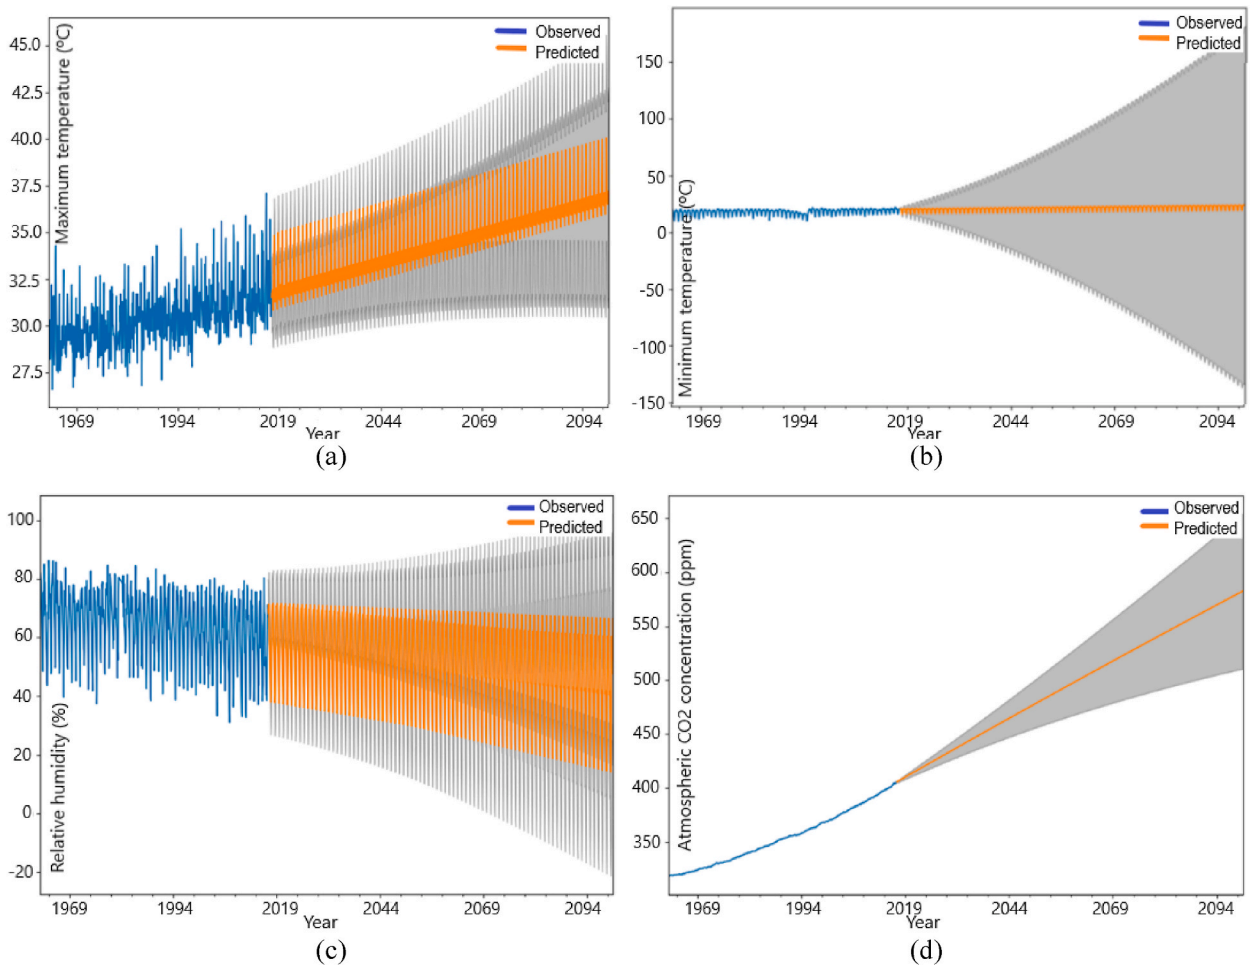 Observed
Predicted
Maximum temperature (ºC)
45.0
42.5
40.0
37.5
35.0
32.5
30.0
27.5
1969 1994 2019 2044 2069 2094
Year
(a)
Observed
Predicted
Minimum temperature (ºC)
150
100
50
0
-50
-100
-150
1969 1994 2019 2044 2069 2094
Year
(b)
Observed
Predicted
Relative humidity (%)
100
80
60
40
20
0
-20
1969 1994 2019 2044 2069 2094
Year
(c)
Observed
Predicted
Atmospheric CO2 concentration (ppm)
650
600
550
500
450
400
350
1969 1994 2019 2044 2069 2094
Year
(d)